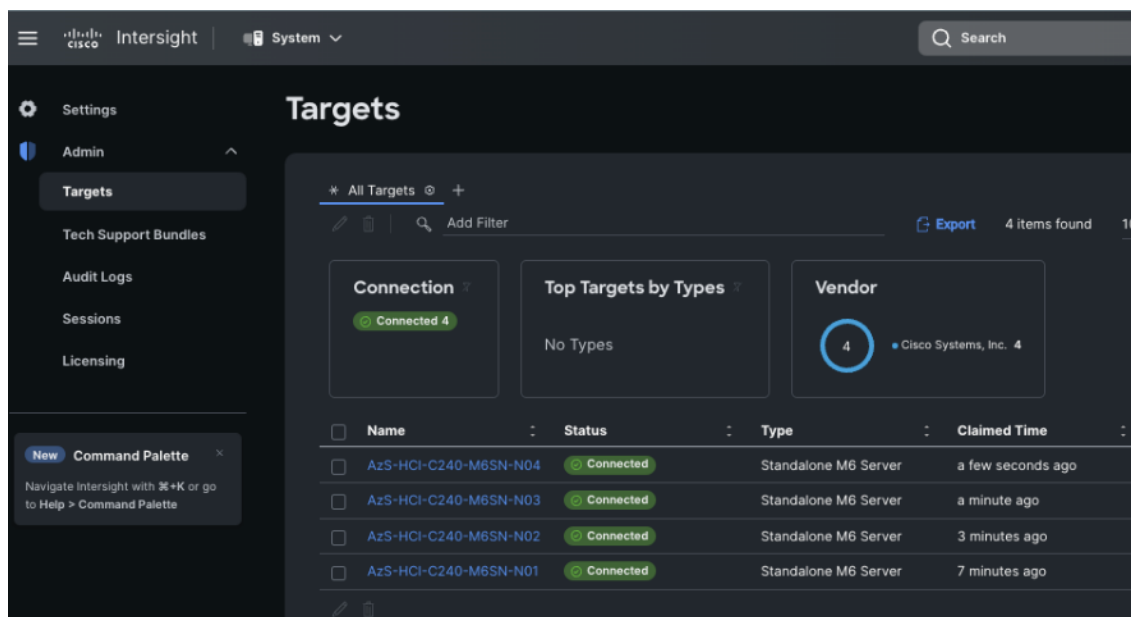 cisco Intersight System
Search
Settings
Admin
Targets
Tech Support Bundles
Audit Logs
Sessions
Licensing
New Command Palette
Navigate Intersight with ⌘+K or go
to Help > Command Palette
Targets
All Targets
Add Filter
Export 4 items found
Connection
Connected 4
Top Targets by Types
No Types
Vendor
4 Cisco Systems, Inc. 4
Name Status Type Claimed Time
AzS-HCI-C240-M6SN-N04 Connected Standalone M6 Server a few seconds ago
AzS-HCI-C240-M6SN-N03 Connected Standalone M6 Server a minute ago
AzS-HCI-C240-M6SN-N02 Connected Standalone M6 Server 3 minutes ago
AzS-HCI-C240-M6SN-N01 Connected Standalone M6 Server 7 minutes ago